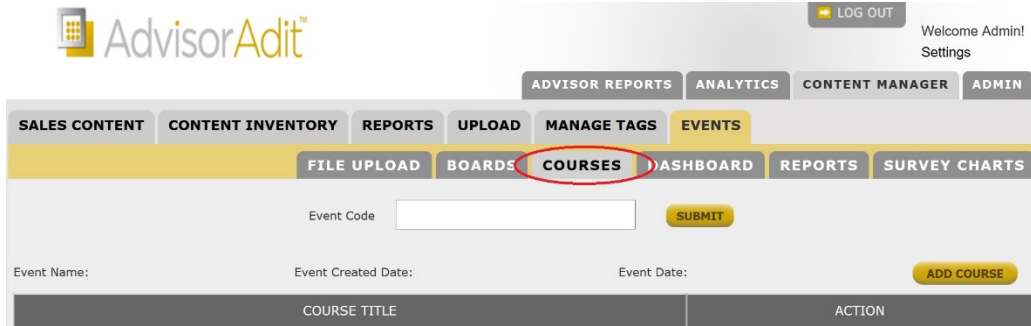 LOG OUT
AdvisorAdit™
Welcome Admin!
Settings
ADVISOR REPORTS ANALYTICS CONTENT MANAGER ADMIN
SALES CONTENT CONTENT INVENTORY REPORTS UPLOAD MANAGE TAGS EVENTS
FILE UPLOAD BOARDS COURSES DASHBOARD REPORTS SURVEY CHARTS
Event Code SUBMIT
Event Name: Event Created Date: Event Date: ADD COURSE
COURSE TITLE ACTION